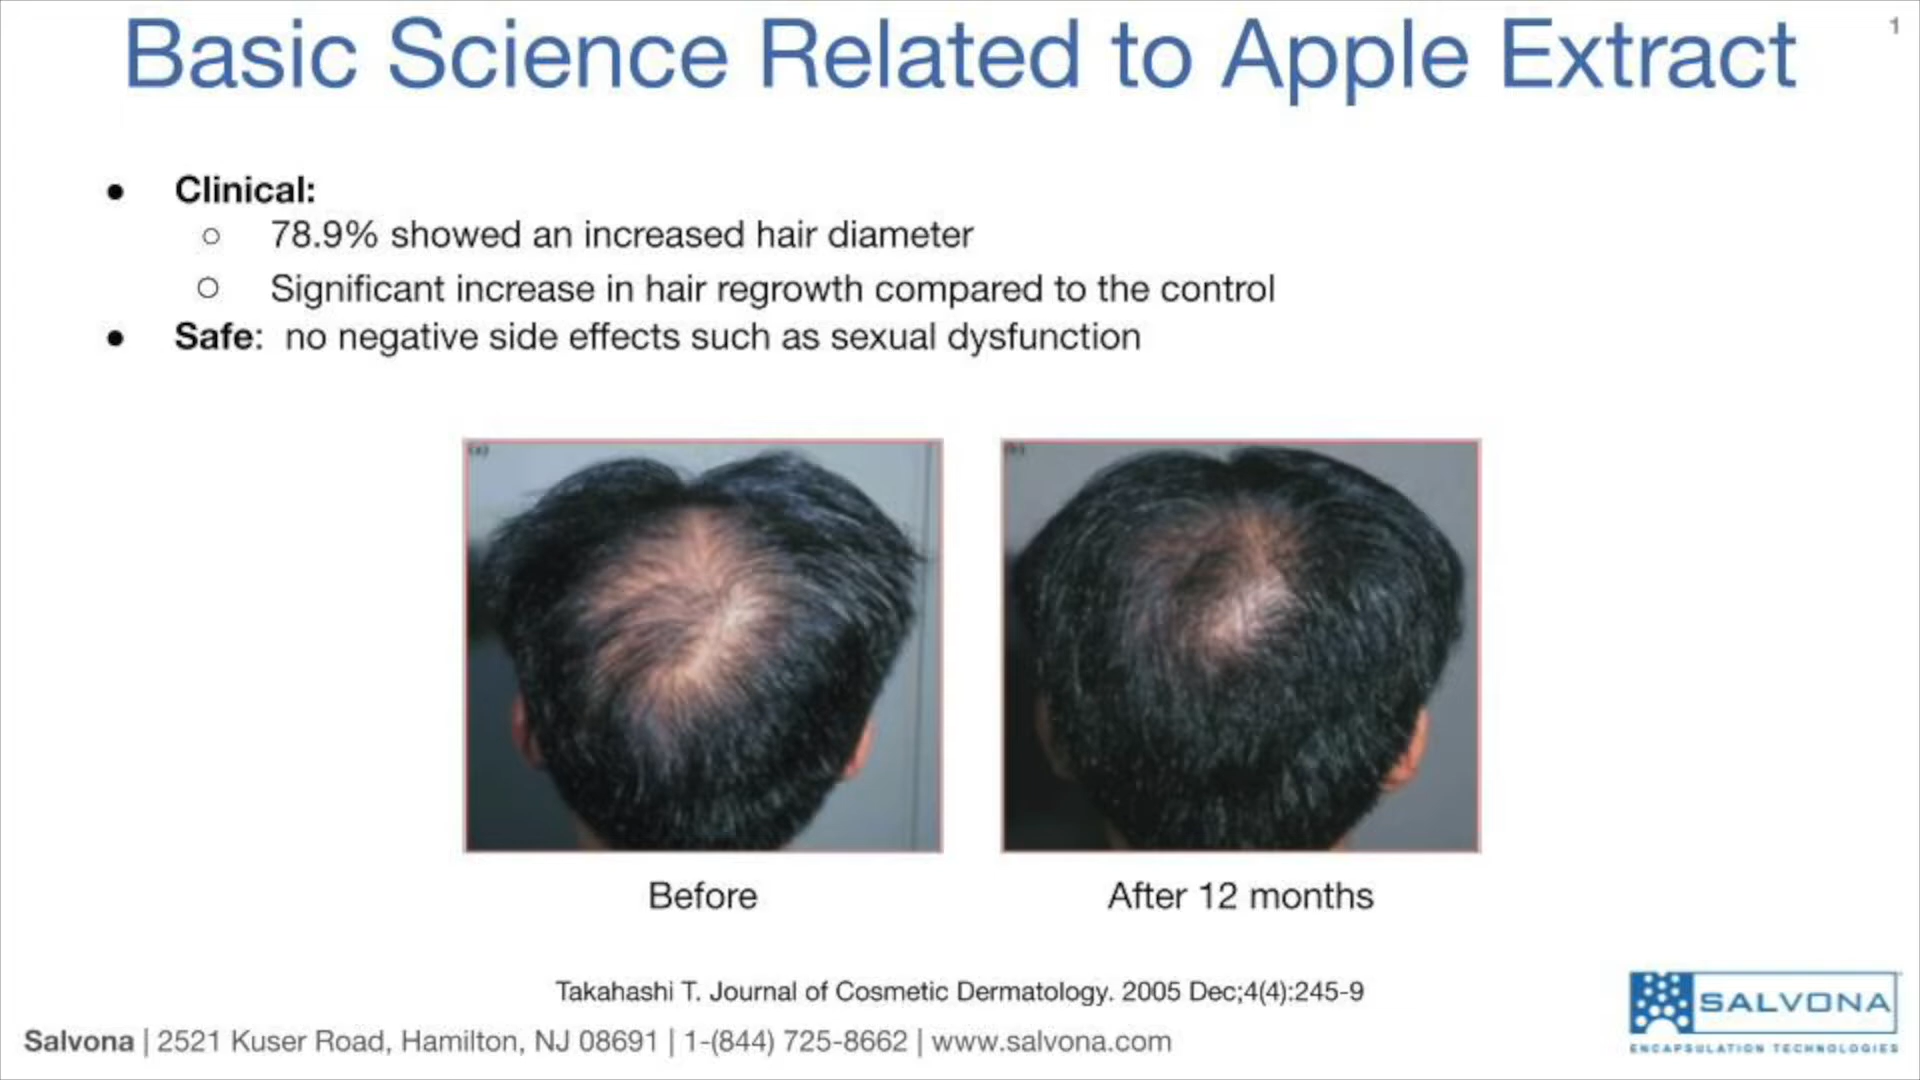 Basic Science Related to Apple Extract
1
● Clinical:
○ 78.9% showed an increased hair diameter
○ Significant increase in hair regrowth compared to the control
● Safe: no negative side effects such as sexual dysfunction
(a)
(b)
Before
After 12 months
Takahashi T. Journal of Cosmetic Dermatology. 2005 Dec;4(4):245-9
Salvona | 2521 Kuser Road, Hamilton, NJ 08691 | 1-(844) 725-8662 | www.salvona.com
SALVONA
ENCAPSULATION TECHNOLOGIES